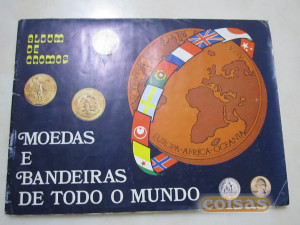 ALBUM
DE
CROMOS
EUROPA-AFRICA-OCEANIA
MOEDAS
E
BANDEIRAS
DE TODO O MUNDO
coisas